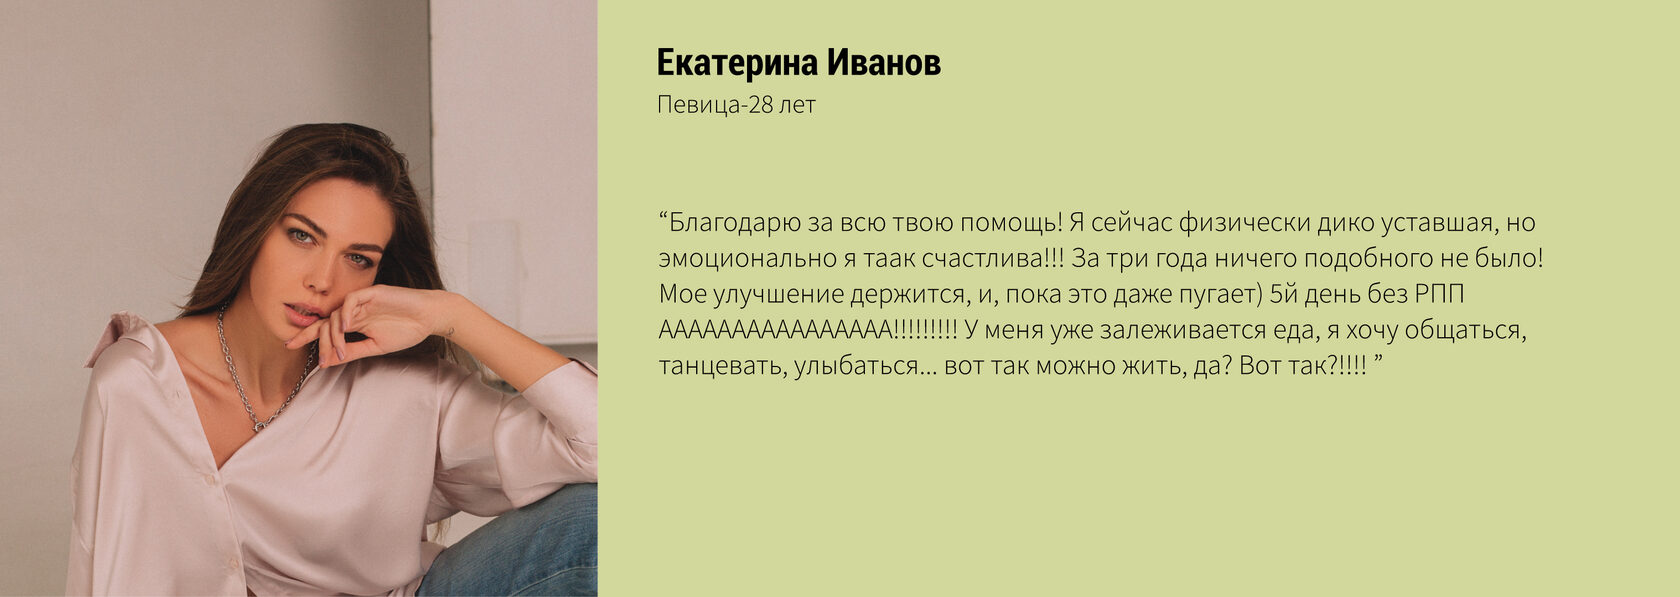 Екатерина Иванов
Певица-28 лет
“Благодарю за всю твою помощь! Я сейчас физически дико уставшая, но
эмоционально я таак счастлива!!! За три года ничего подобного не было!
Мое улучшение держится, и, пока это даже пугает) 5й день без РПП
АААААААААААААААА!!!!!!!!! У меня уже залеживается еда, я хочу общаться,
танцевать, улыбаться... вот так можно жить, да? Вот так?!!!! ”